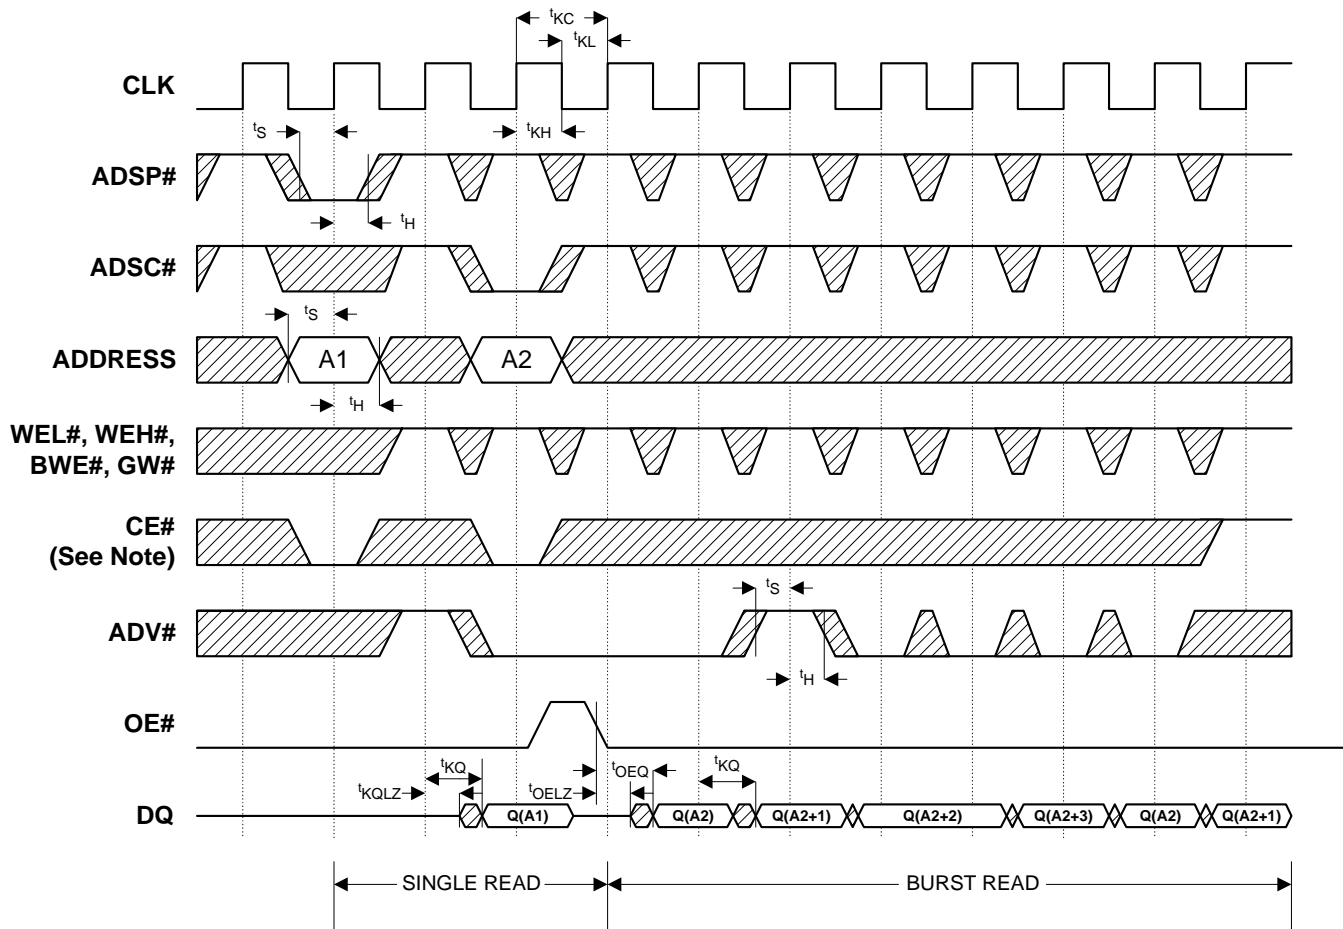 tKC
tKL
CLK
tS
tKH
ADSP#
tH
ADSC#
tS
ADDRESS
A1
A2
tH
WEL#, WEH#,
BWE#, GW#
CE#
(See Note)
tS
ADV#
tH
OE#
tKQ
tOEQ
tKQ
tKQLZ
tOELZ
DQ
Q(A1)
Q(A2)
Q(A2+1)
Q(A2+2)
Q(A2+3)
Q(A2)
Q(A2+1)
SINGLE READ
BURST READ